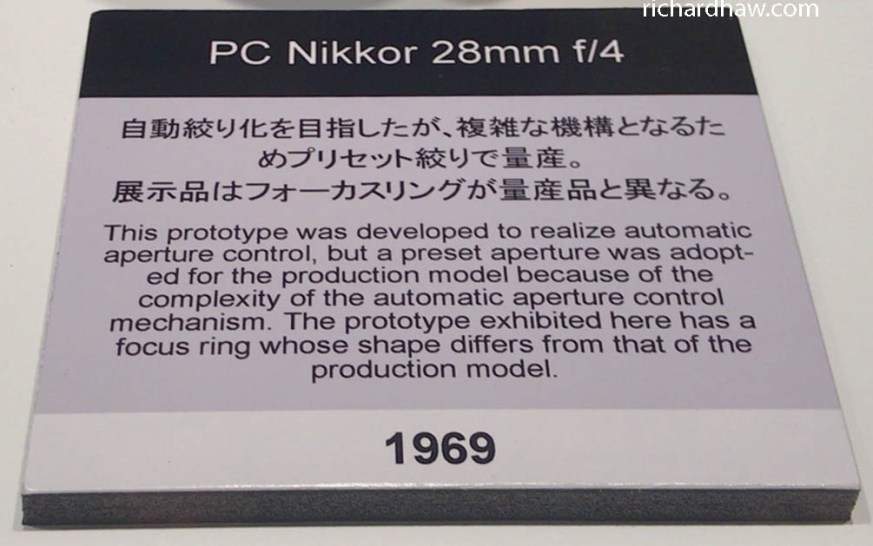 richardhaw.com
PC Nikkor 28mm f/4
自動絞り化を目指したが、複雑な機構となるた
めプリセット絞りで量産。
展示品はフォーカスリングが量産品と異なる。
This prototype was developed to realize automatic
aperture control, but a preset aperture was adopt-
ed for the production model because of the
complexity of the automatic aperture control
mechanism. The prototype exhibited here has a
focus ring whose shape differs from that of the
production model.
1969